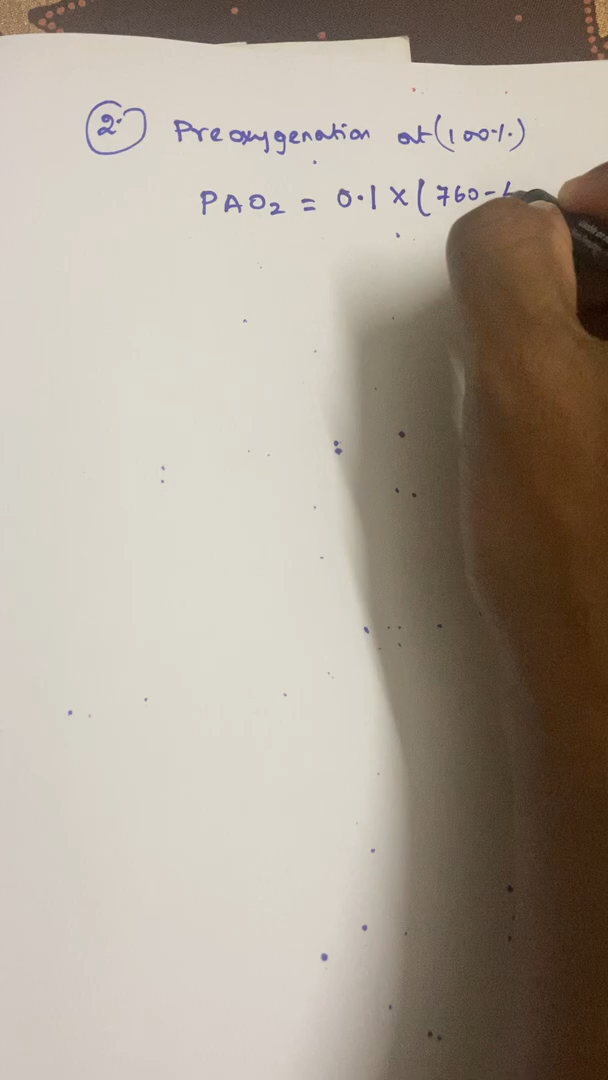 2.
Preoxygenation at (100%)
PAO₂ = 0.1 × (760-